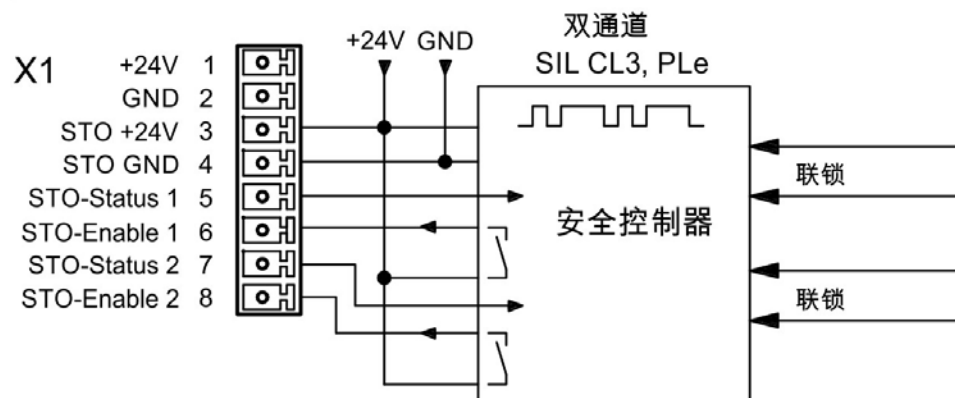 X1
+24V 1
GND 2
STO +24V 3
STO GND 4
STO-Status 1 5
STO-Enable 1 6
STO-Status 2 7
STO-Enable 2 8
+24V GND
双通道
SIL CL3, PLe
安全控制器
联锁
联锁